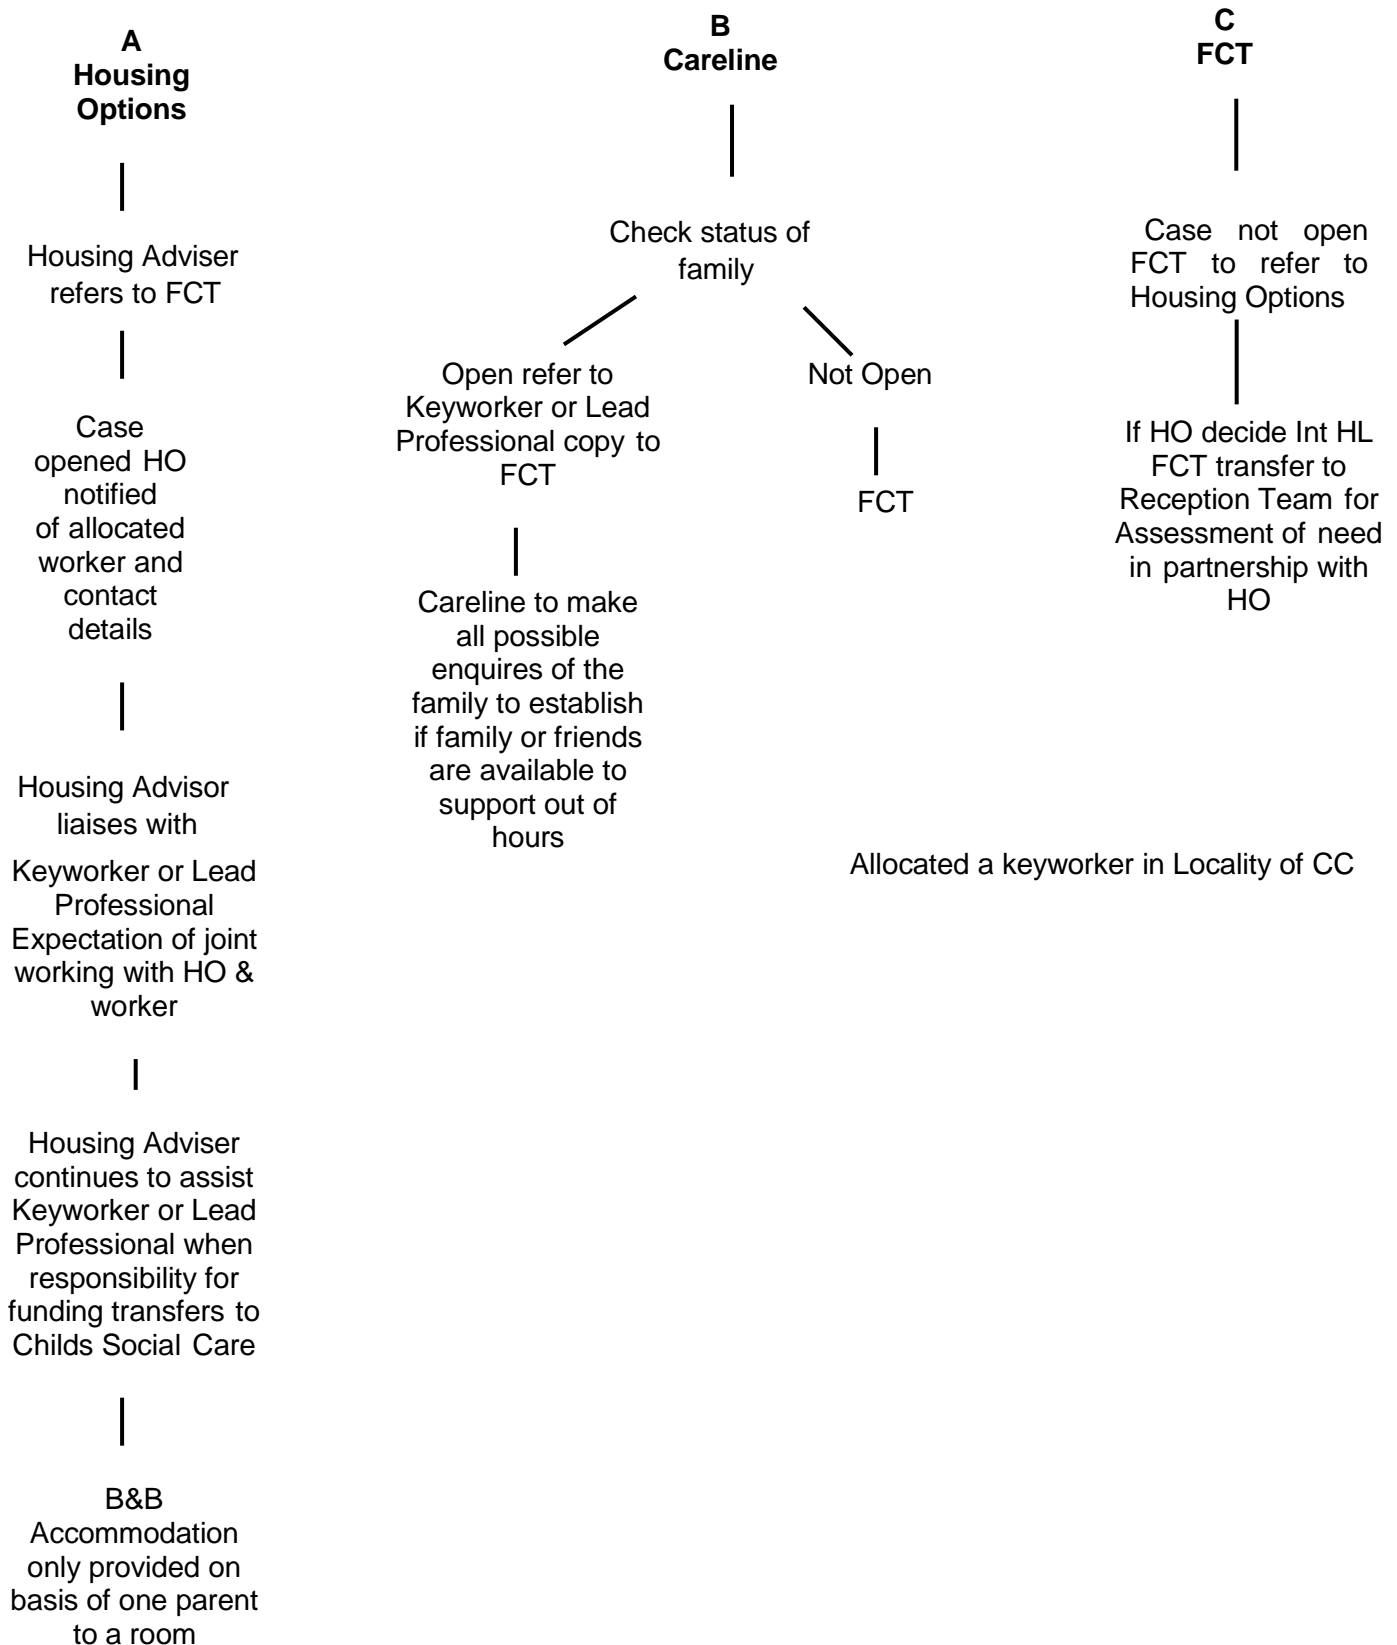 A
Housing
Options
Housing Adviser
refers to FCT
Case
opened HO
notified
of allocated
worker and
contact
details
Housing Advisor
liaises with
Keyworker or Lead
Professional
Expectation of joint
working with HO &
worker
Housing Adviser
continues to assist
Keyworker or Lead
Professional when
responsibility for
funding transfers to
Childs Social Care
B&B
Accommodation
only provided on
basis of one parent
to a room
B
Careline
Check status of
family
Open refer to
Keyworker or Lead
Professional copy to
FCT
Careline to make
all possible
enquires of the
family to establish
if family or friends
are available to
support out of
hours
Not Open
FCT
C
FCT
Case not open
FCT to refer to
Housing Options
If HO decide Int HL
FCT transfer to
Reception Team for
Assessment of need
in partnership with
HO
Allocated a keyworker in Locality of CC